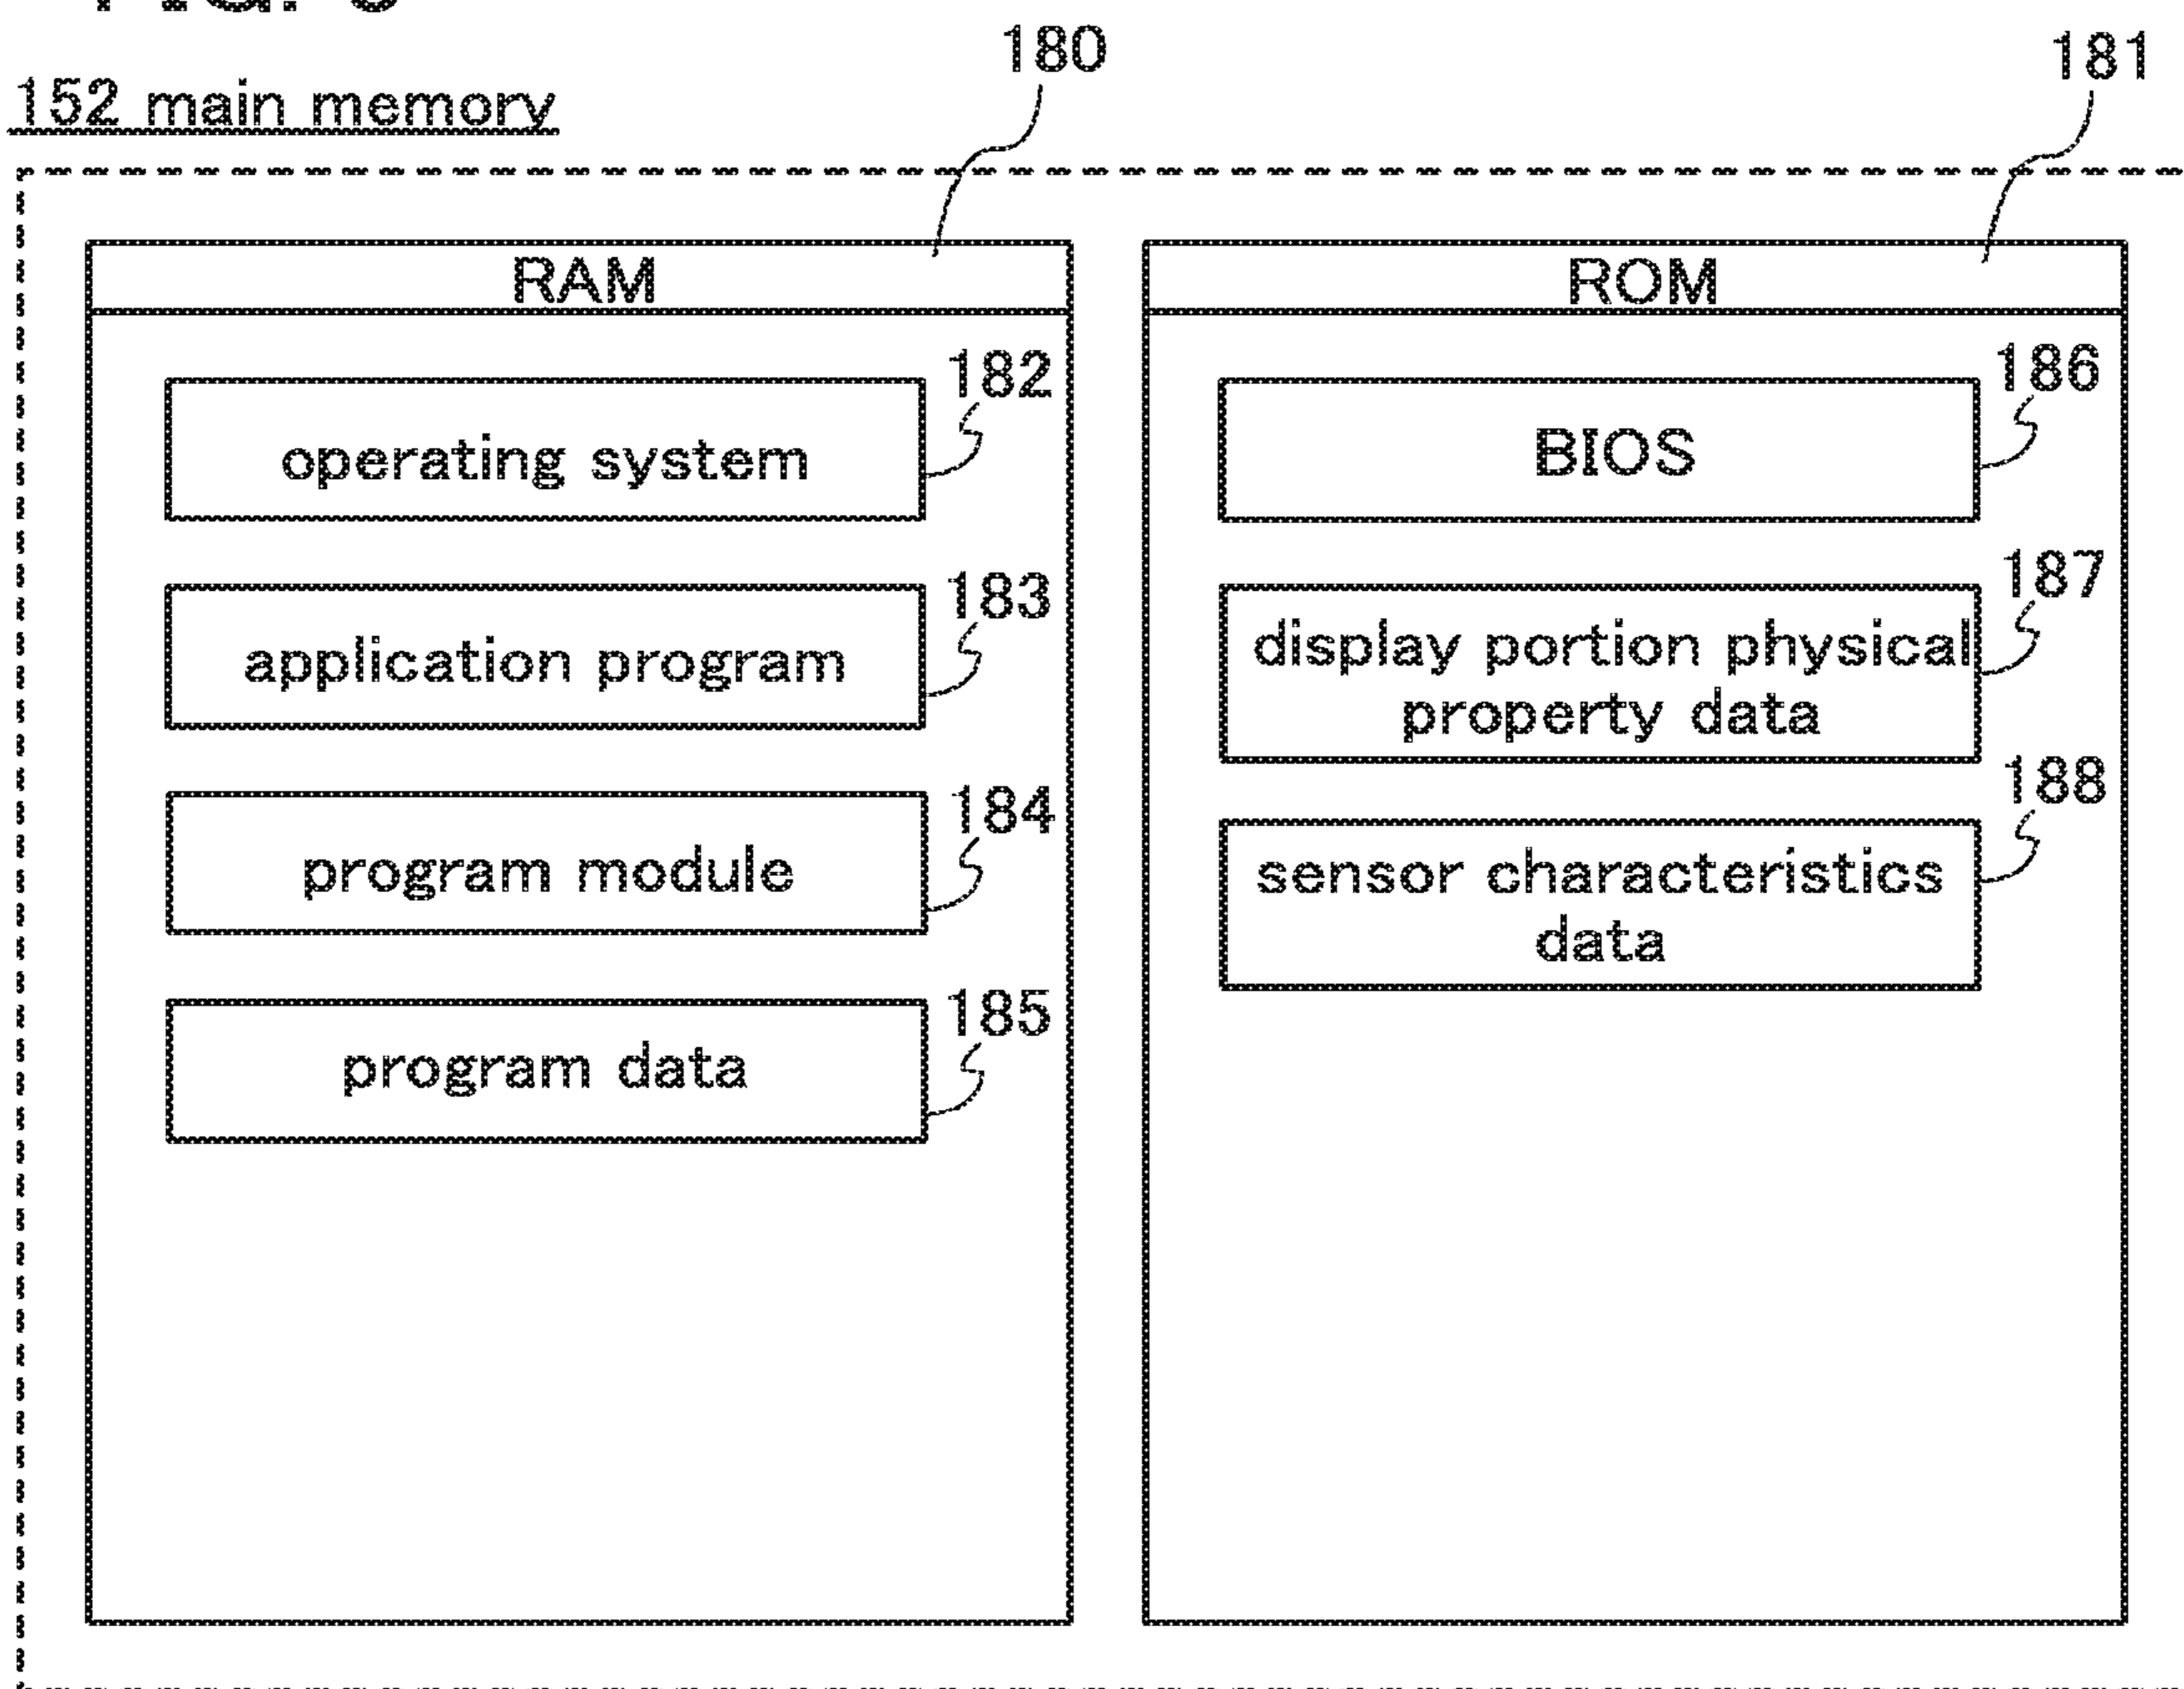 152 main memory
180
181
RAM
182
operating system
183
application program
184
program module
185
program data
ROM
186
BIOS
187
display portion physical
property data
188
sensor characteristics
data